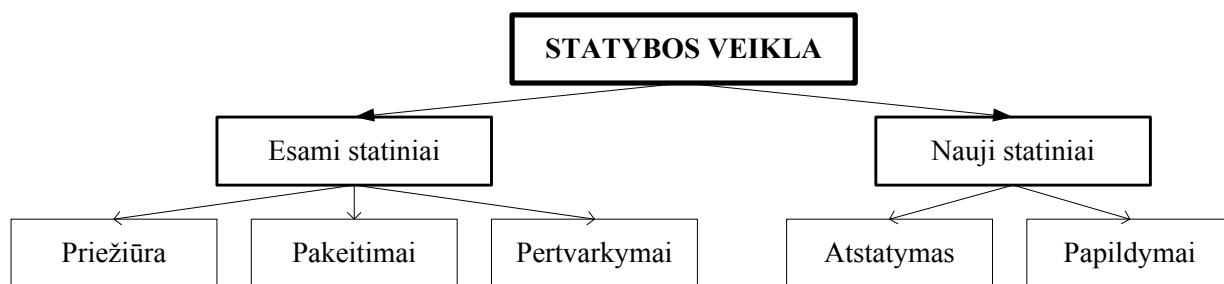 STATYBOS VEIKLA
Esami statiniai
Nauji statiniai
Priežiūra
Pakeitimai
Pertvarkymai
Atstatymas
Papildymai